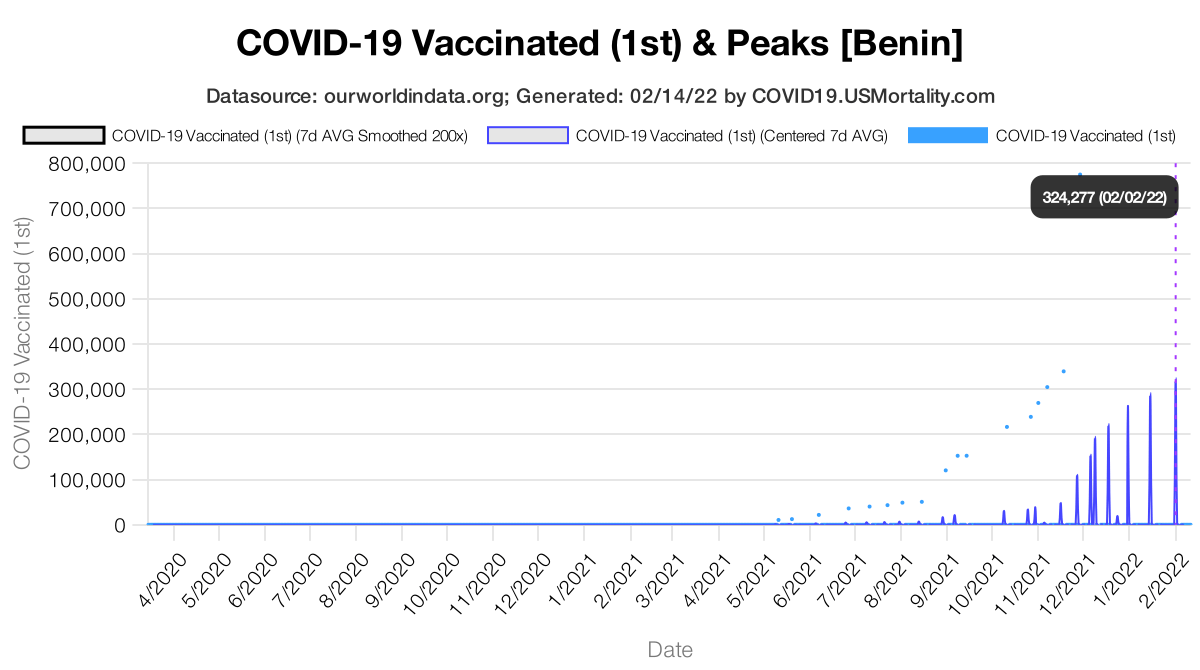 COVID-19 Vaccinated (1st) & Peaks [Benin]
Datasource: ourworldindata.org; Generated: 02/14/22 by COVID19.USMortality.com
COVID-19 Vaccinated (1st) (7d AVG Smoothed 200x) COVID-19 Vaccinated (1st) (Centered 7d AVG) COVID-19 Vaccinated (1st)
800,000
700,000
600,000
500,000
400,000
300,000
200,000
100,000
0
COVID-19 Vaccinated (1st)
324,277 (02/02/22)
4/2020 5/2020 6/2020 7/2020 8/2020 9/2020 10/2020 11/2020 12/2020 1/2021 2/2021 3/2021 4/2021 5/2021 6/2021 7/2021 8/2021 9/2021 10/2021 11/2021 12/2021 1/2022 2/2022
Date